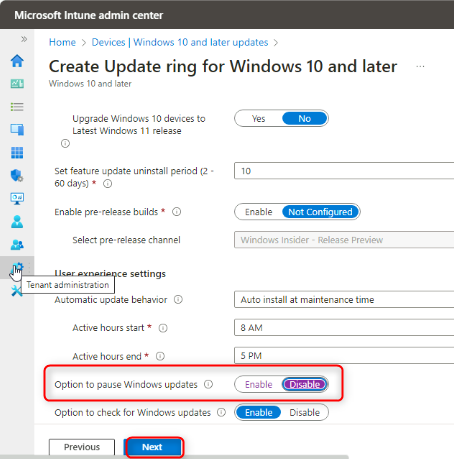 Microsoft Intune admin center
»
Home > Devices | Windows 10 and later updates >
Create Update ring for Windows 10 and later ...
Windows 10 and later
Upgrade Windows 10 devices to Yes No
Latest Windows 11 release
Set feature update uninstall period (2 - 10
60 days) *
Enable pre-release builds * Enable Not Configured
Select pre-release channel Windows Insider - Release Preview
User experience settings
Tenant administration
Automatic update behavior Auto install at maintenance time
Active hours start * 8 AM
Active hours end * 5 PM
Option to pause Windows updates Enable Disable
Option to check for Windows updates Enable Disable
Previous Next